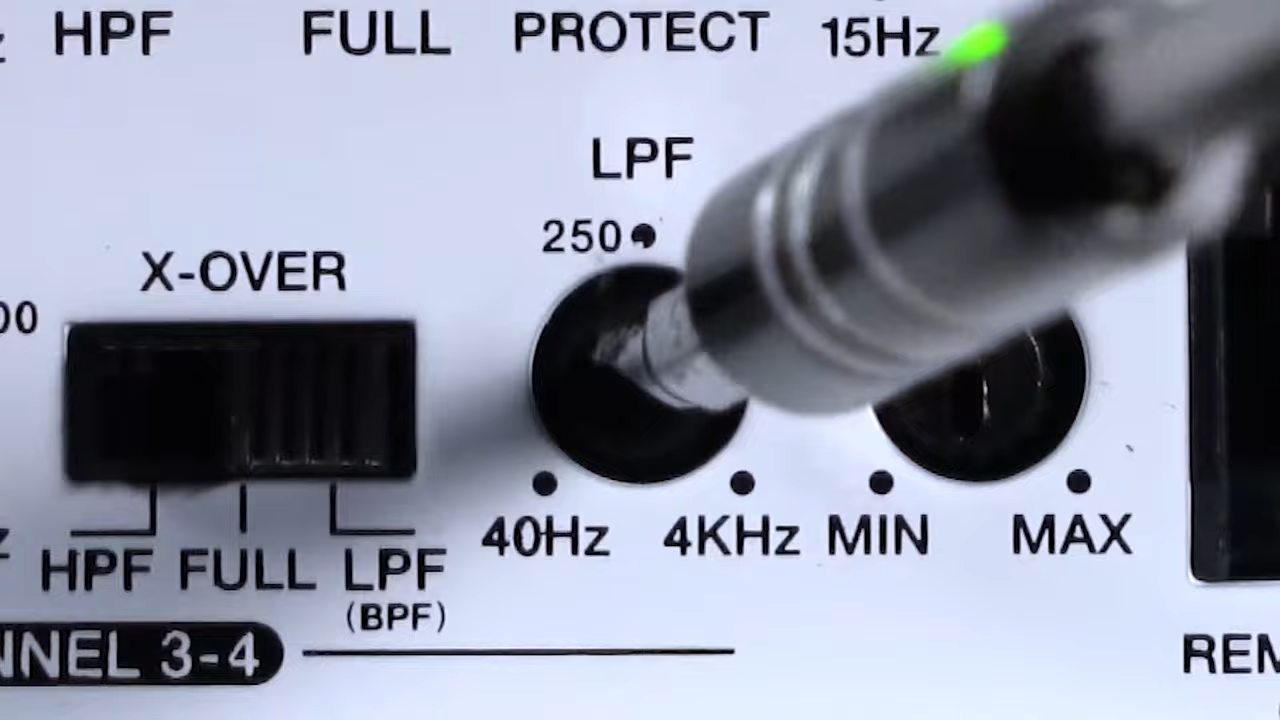 HPF FULL PROTECT 15Hz
LPF
250
X-OVER
00
40Hz 4KHz MIN MAX
HPF FULL LPF
(BPF)
NNEL 3-4
REM